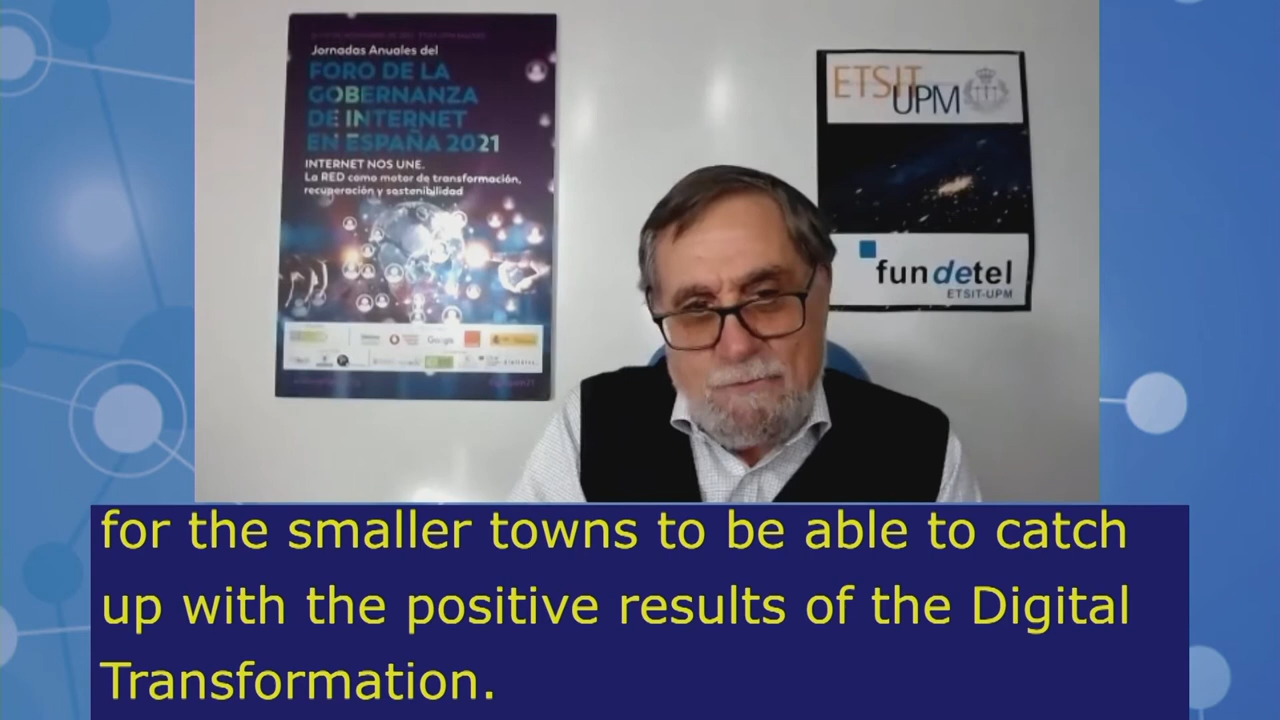 Jornadas Anuales del
FORO DE LA
GOBERNANZA
DE INTERNET
EN ESPAÑA 2021
INTERNET NOS UNE.
La RED como motor de transformación,
recuperación y sostenibilidad
Google
ETSIT
UPM
fundetel
ETSIT-UPM
for the smaller towns to be able to catch
up with the positive results of the Digital
Transformation.